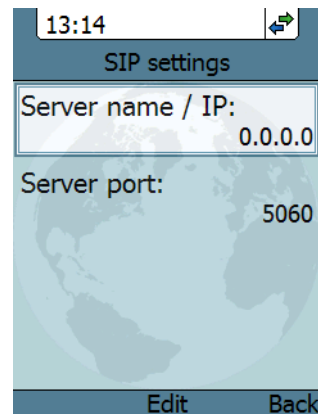 13:14
SIP settings
Server name / IP:
0.0.0.0
Server port:
5060
Edit Back